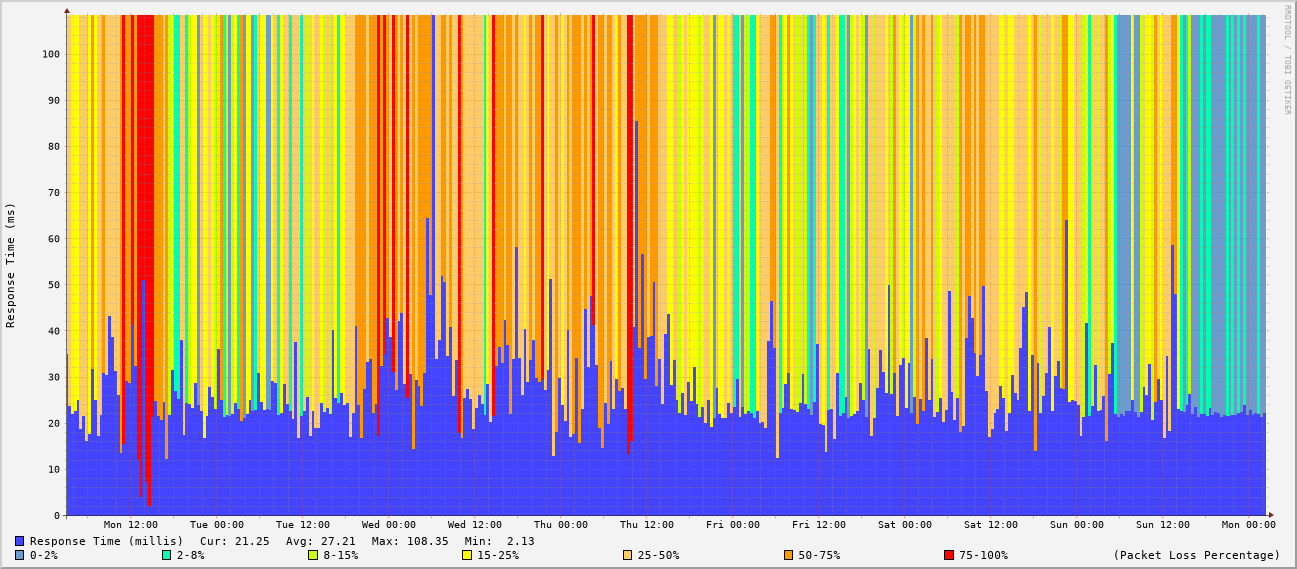 RRDTOOL / TOBI OETIKER
Response Time (ms)
100
90
80
70
60
50
40
30
20
10
0
Mon 12:00 Tue 00:00 Tue 12:00 Wed 00:00 Wed 12:00 Thu 00:00 Thu 12:00 Fri 00:00 Fri 12:00 Sat 00:00 Sat 12:00 Sun 00:00 Sun 12:00 Mon 00:00
Response Time (millis) Cur: 21.25 Avg: 27.21 Max: 108.35 Min: 2.13
0-2% 2-8% 8-15% 15-25% 25-50% 50-75% 75-100% (Packet Loss Percentage)